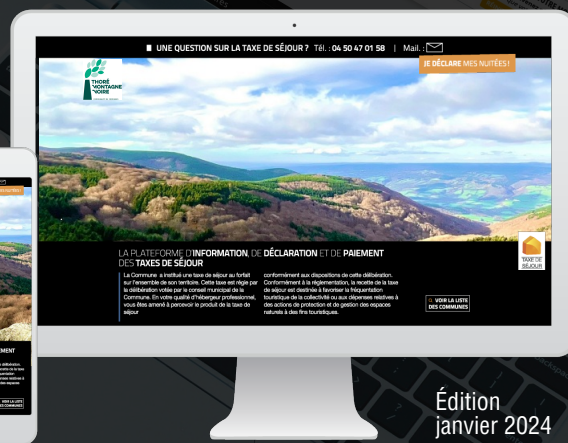 UNE QUESTION SUR LA TAXE DE SÉJOUR ? Tél. : 04 50 47 01 58 | Mail. :
JE DÉCLARE MES NUITÉES !
THORÉ
MONTAGNE
NOIRE
LA PLATEFORME D'INFORMATION, DE DÉCLARATION ET DE PAIEMENT
DES TAXES DE SÉJOUR
La Commune a institué une taxe de séjour au forfait
sur l'ensemble de son territoire. Cette taxe est régie par
la délibération votée par le conseil municipal de la
Commune. En votre qualité d'hébergeur professionnel,
vous êtes amené à percevoir le produit de la taxe de
séjour
conformément aux dispositions de cette délibération.
Conformément à la réglementation, la recette de la taxe
de séjour est destinée à favoriser la fréquentation
touristique de la collectivité ou aux dépenses relatives à
des actions de protection et de gestion des espaces
naturels à des fins touristiques.
TAXE DE
SÉJOUR
VOIR LA LISTE
DES COMMUNES
Édition
janvier 2024